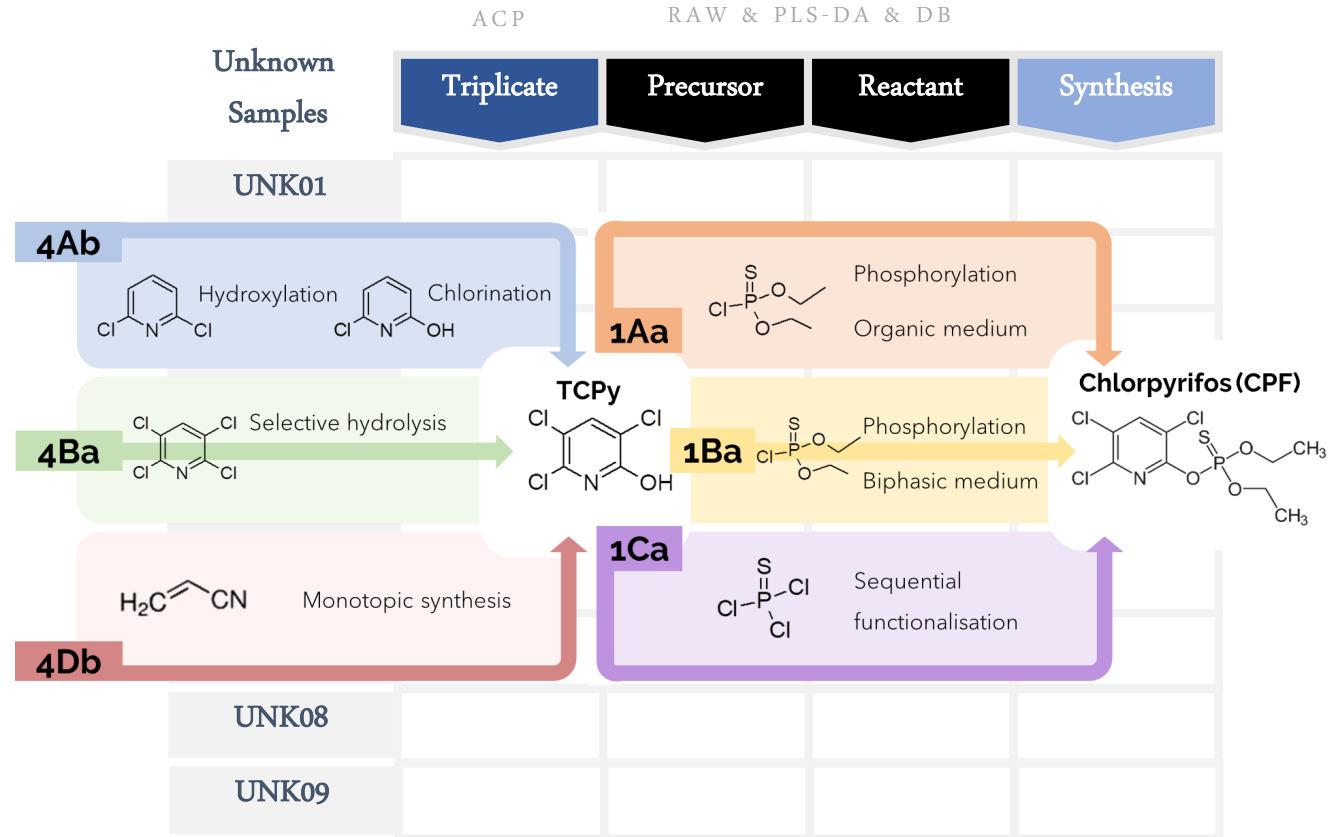 ACP
RAW & PLS-DA & DB
Unknown
Samples
Triplicate
Precursor
Reactant
Synthesis
UNK01
4Ab
Hydroxylation
Chlorination
Cl
N
Cl
Cl
N
OH
1Aa
S
Cl
P
O
O
Phosphorylation
Organic medium
4Ba
Cl
Cl
Cl
N
Cl
Selective hydrolysis
TCPy
Cl
Cl
Cl
N
OH
1Ba
S
Cl
P
O
O
Phosphorylation
Biphasic medium
Chlorpyrifos (CPF)
Cl
Cl
Cl
N
O
S
P
O
CH3
O
CH3
4Db
H2C
CN
Monotopic synthesis
1Ca
S
Cl
P
Cl
Cl
Sequential
functionalisation
UNK08
UNK09